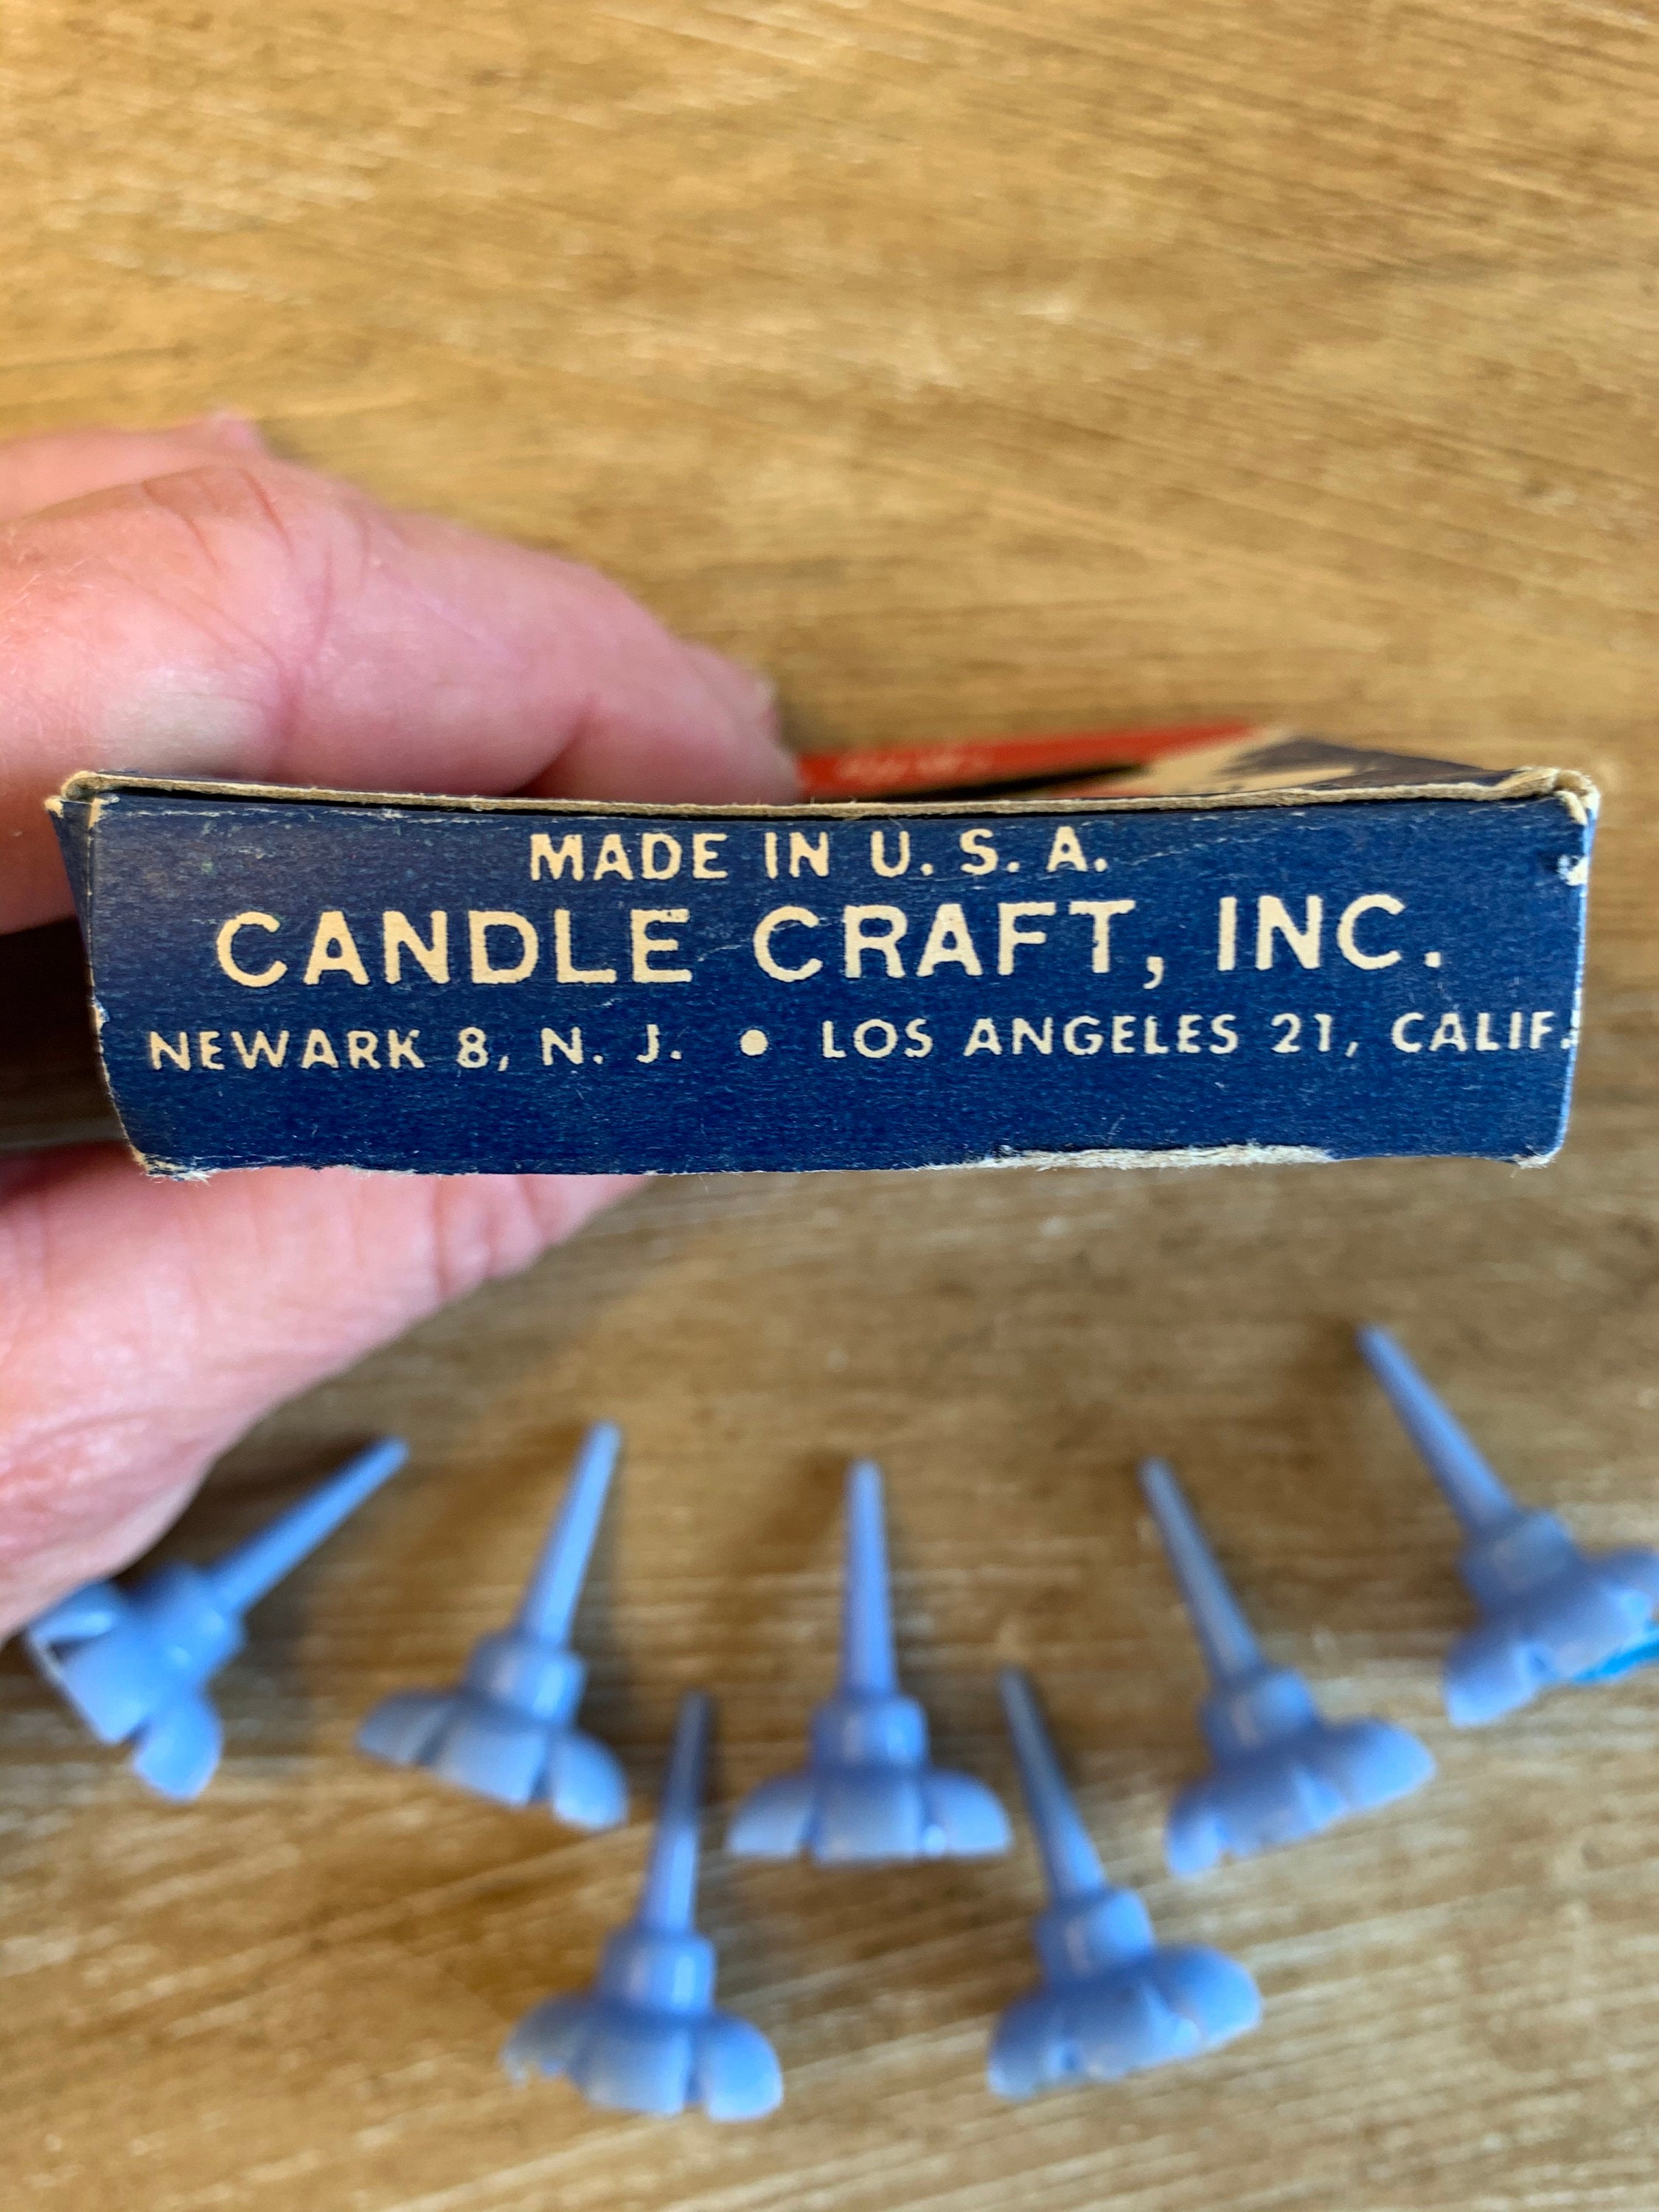 MADE IN U. S. A.
CANDLE CRAFT, INC.
NEWARK 8, N. J. • LOS ANGELES 21, CALIF.